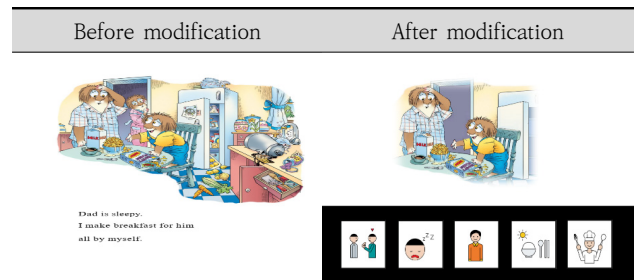 Before modification
After modification
Dad is sleepy.
I make breakfast for him
all by myself.